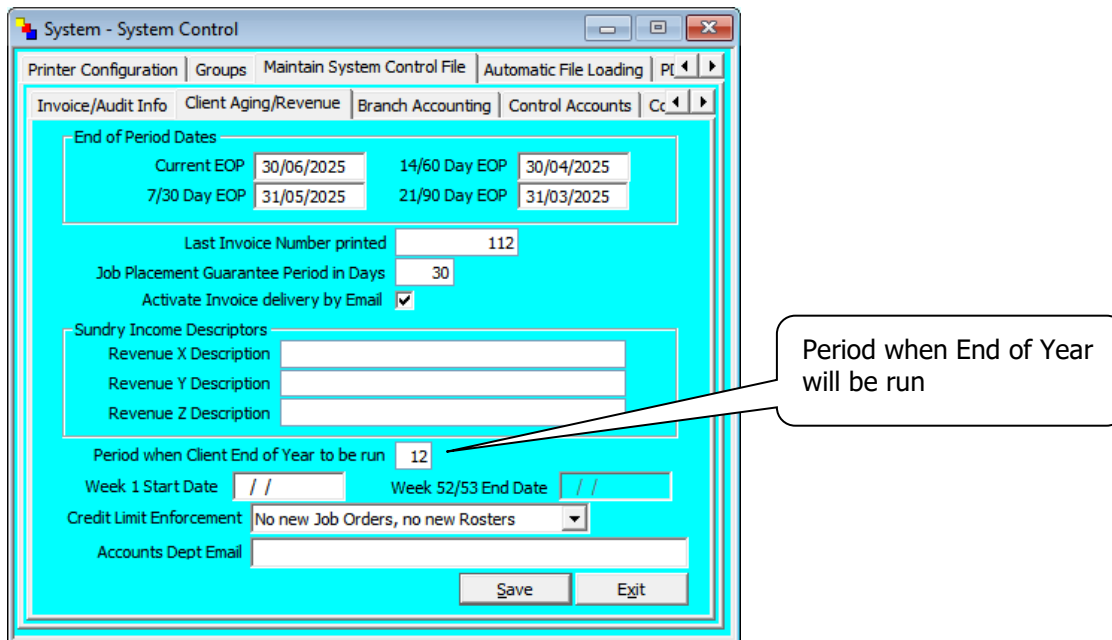 System - System Control
Printer Configuration Groups Maintain System Control File Automatic File Loading
Invoice/Audit Info Client Aging/Revenue Branch Accounting Control Accounts
End of Period Dates
Current EOP 30/06/2025 14/60 Day EOP 30/04/2025
7/30 Day EOP 31/05/2025 21/90 Day EOP 31/03/2025
Last Invoice Number printed 112
Job Placement Guarantee Period in Days 30
Activate Invoice delivery by Email
Sundry Income Descriptors
Revenue X Description
Revenue Y Description
Revenue Z Description
Period when End of Year
will be run
Period when Client End of Year to be run 12
Week 1 Start Date / / Week 52/53 End Date / /
Credit Limit Enforcement No new Job Orders, no new Rosters
Accounts Dept Email
Save Exit